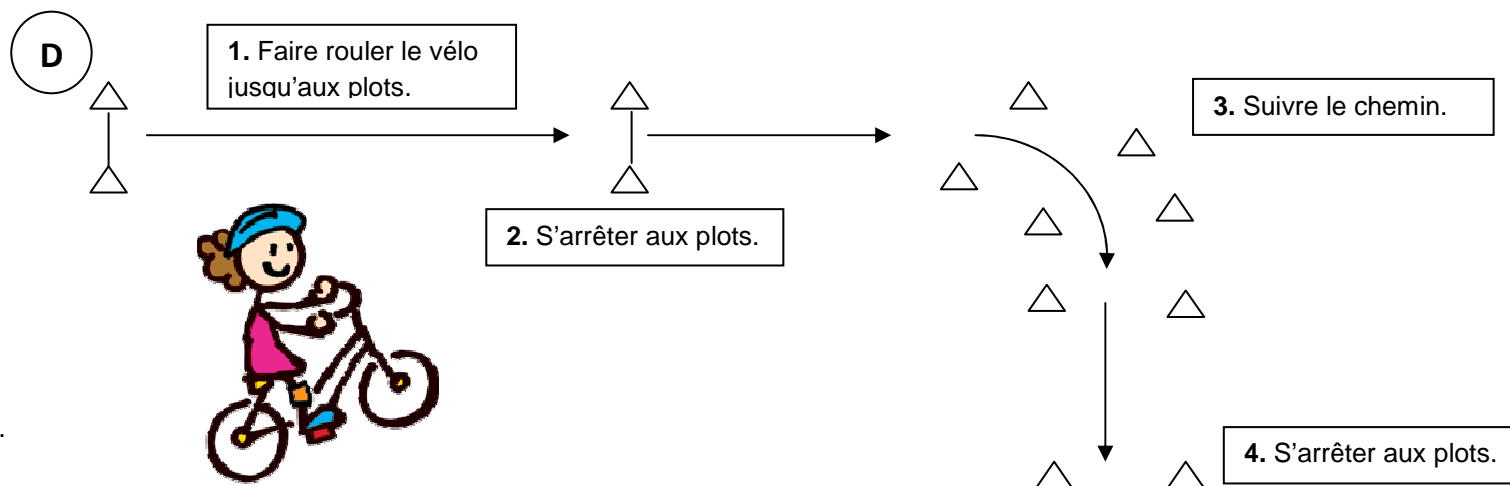 D
1. Faire rouler le vélo
jusqu'aux plots.
2. S'arrêter aux plots.
3. Suivre le chemin.
4. S'arrêter aux plots.
.